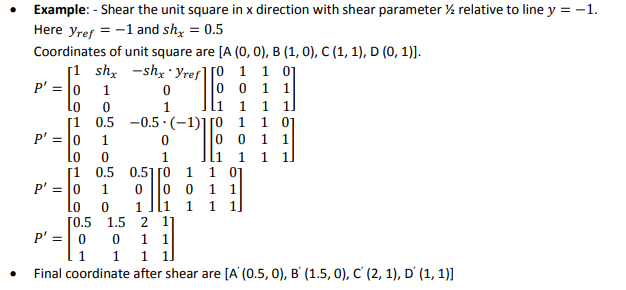 • Example: - Shear the unit square in x direction with shear parameter ½ relative to line y = −1.
Here y_ref = −1 and sh_x = 0.5
Coordinates of unit square are [A (0, 0), B (1, 0), C (1, 1), D (0, 1)].
P′ = [1 sh_x −sh_x · y_ref; 0 1 0; 0 0 1] [0 1 1 0; 0 0 1 1; 1 1 1 1]
P′ = [1 0.5 −0.5 · (−1); 0 1 0; 0 0 1] [0 1 1 0; 0 0 1 1; 1 1 1 1]
P′ = [1 0.5 0.5; 0 1 0; 0 0 1] [0 1 1 0; 0 0 1 1; 1 1 1 1]
P′ = [0.5 1.5 2 1; 0 0 1 1; 1 1 1 1]
• Final coordinate after shear are [A′ (0.5, 0), B′ (1.5, 0), C′ (2, 1), D′ (1, 1)]